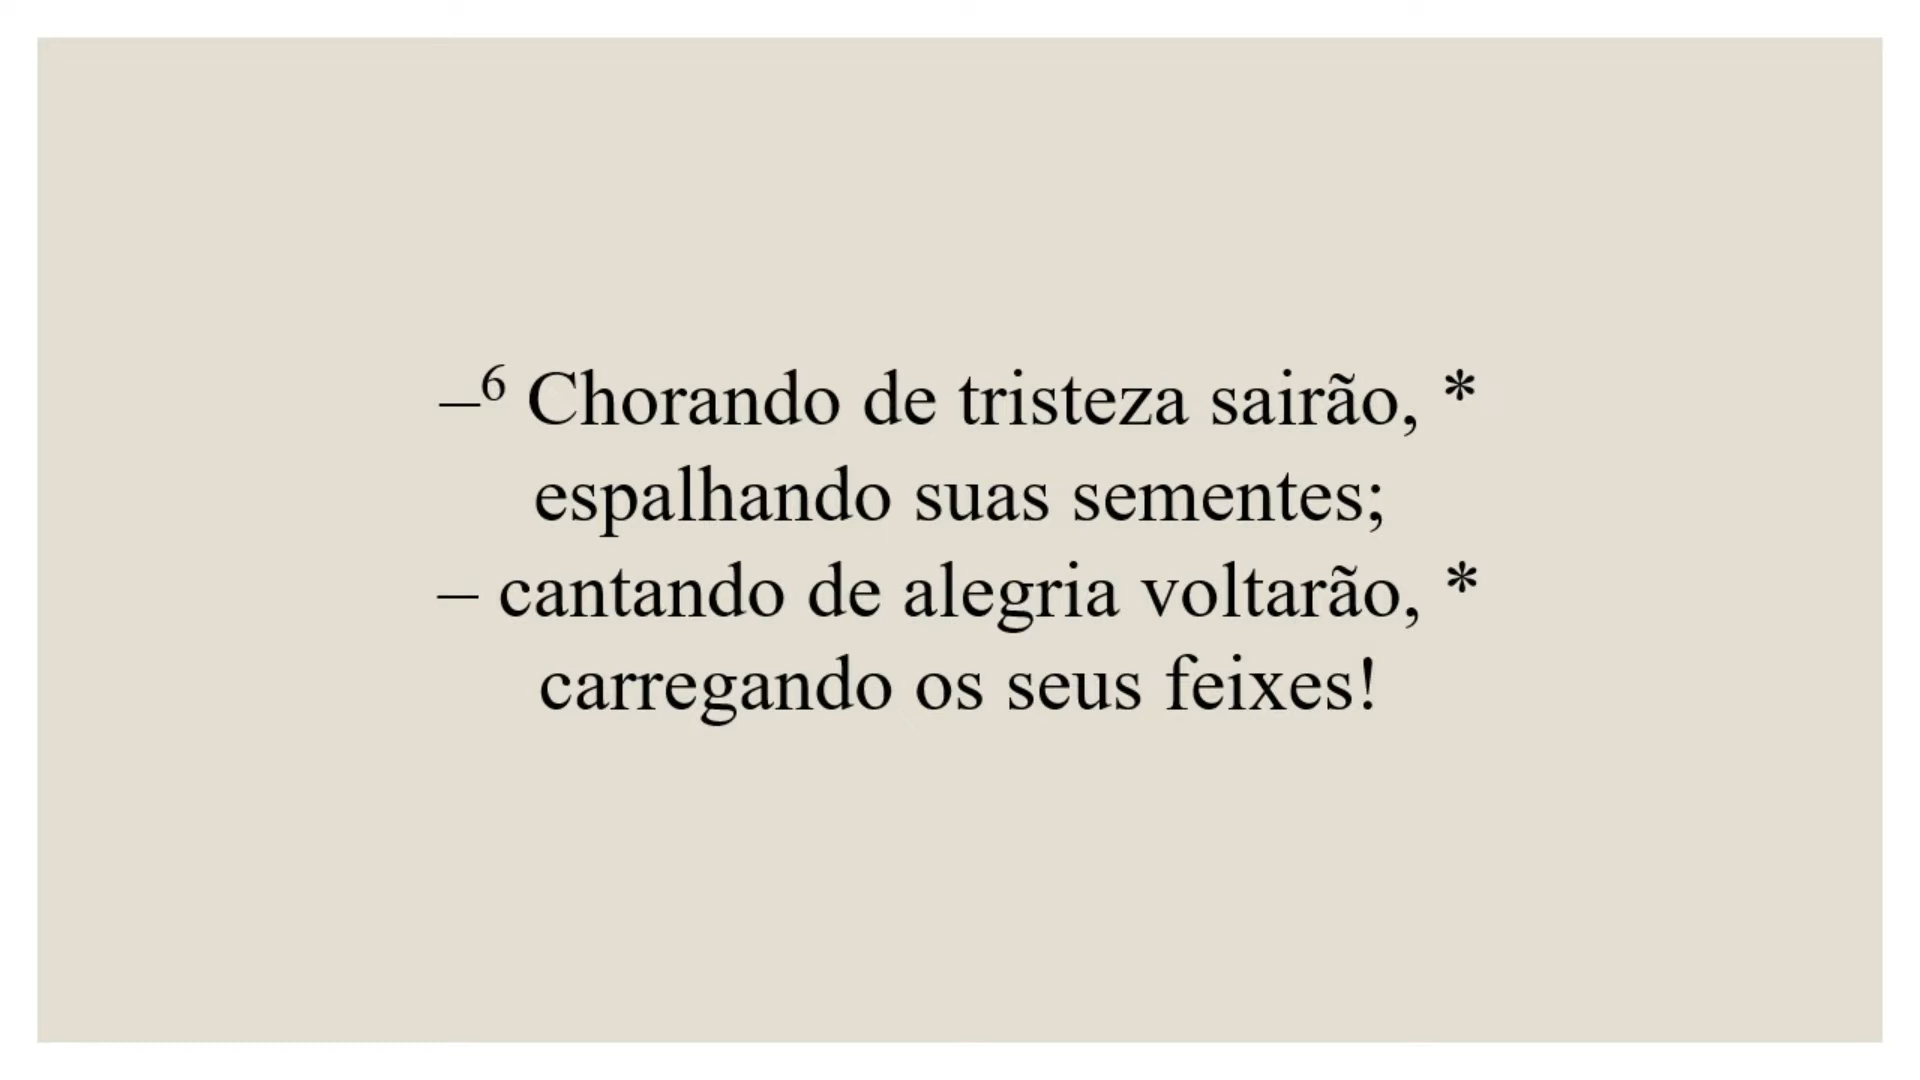 –⁶ Chorando de tristeza sairão, *
espalhando suas sementes;
– cantando de alegria voltarão, *
carregando os seus feixes!